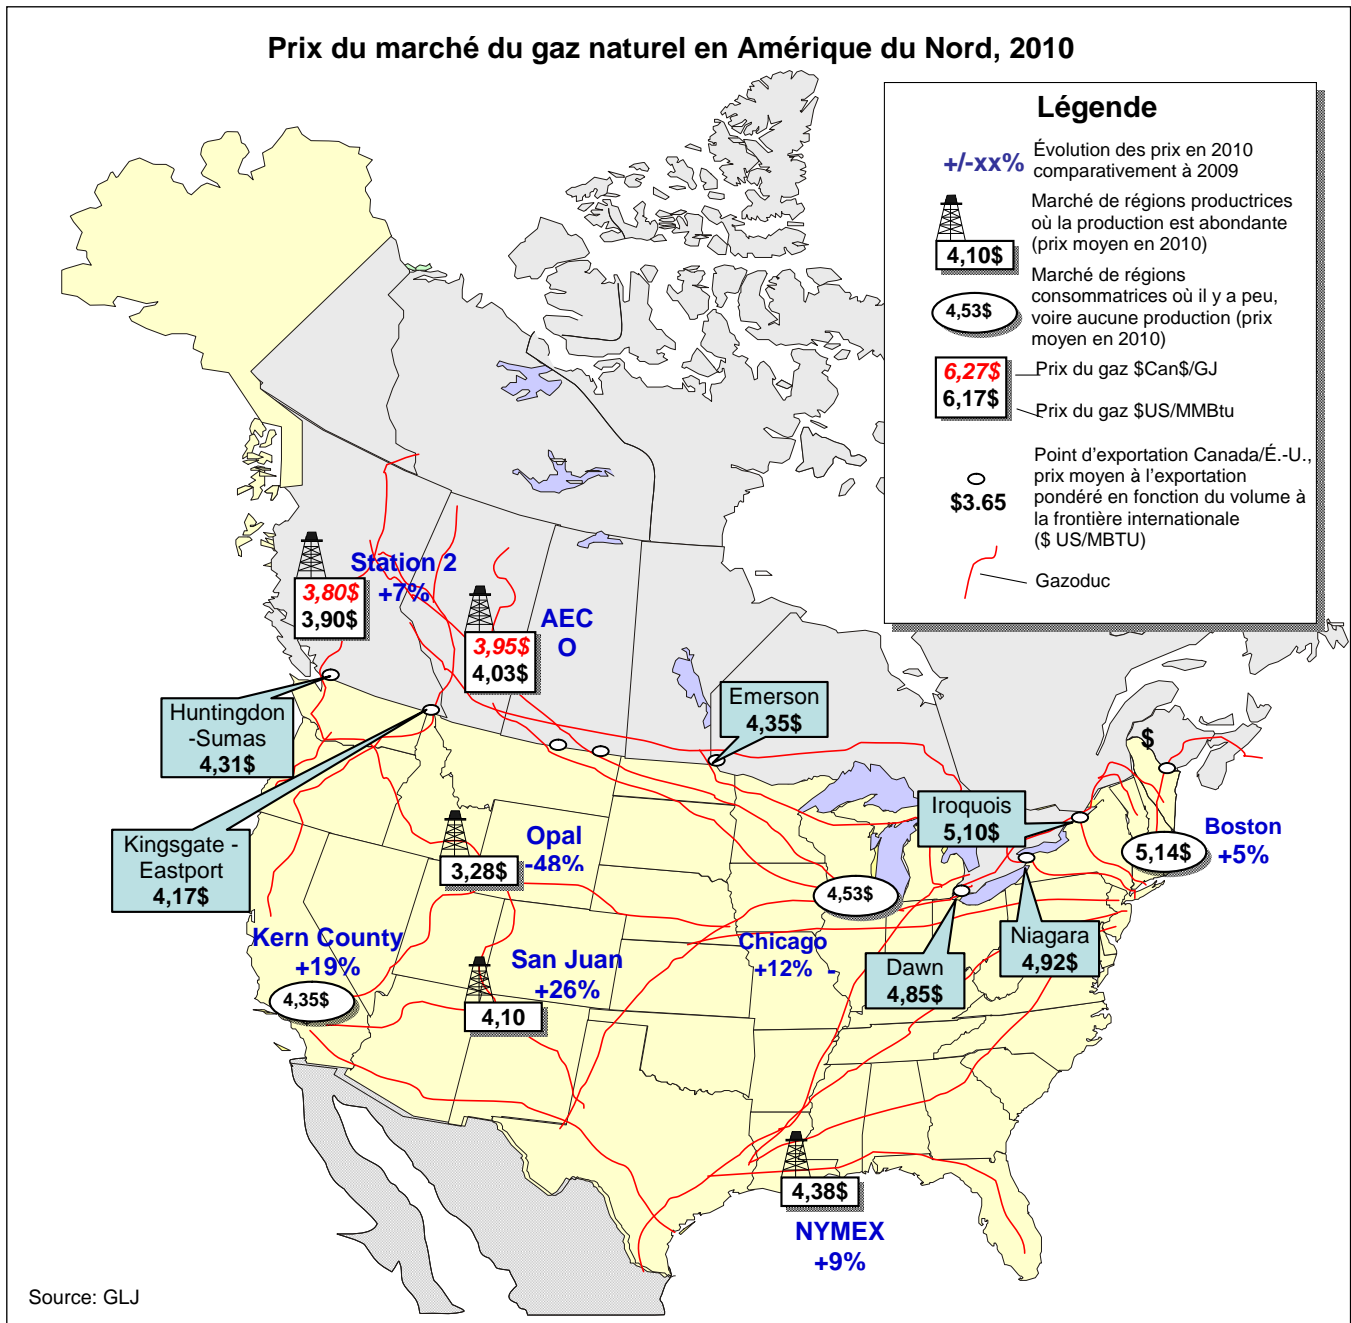 Prix du marché du gaz naturel en Amérique du Nord, 2010
Légende
+/-xx%
Évolution des prix en 2010
comparativement à 2009
Marché de régions productrices
où la production est abondante
(prix moyen en 2010)
4,10$
Marché de régions
consommatrices où il y a peu,
voire aucune production (prix
moyen en 2010)
4,53$
6,27$
Prix du gaz $Can$/GJ
6,17$
Prix du gaz $US/MMBtu
Point d'exportation Canada/É.-U.,
prix moyen à l'exportation
pondéré en fonction du volume à
la frontière internationale
($ US/MBTU)
$3.65
Gazoduc
Station 2
+7%
3,80$
3,90$
AEC
O
3,95$
4,03$
Huntingdon
-Sumas
4,31$
Emerson
4,35$
$
Kingsgate -
Eastport
4,17$
Opal
-48%
3,28$
Iroquois
5,10$
Boston
+5%
5,14$
4,53$
Kern County
+19%
4,35$
San Juan
+26%
4,10
Chicago
+12% -
Dawn
4,85$
Niagara
4,92$
4,38$
NYMEX
+9%
Source: GLJ